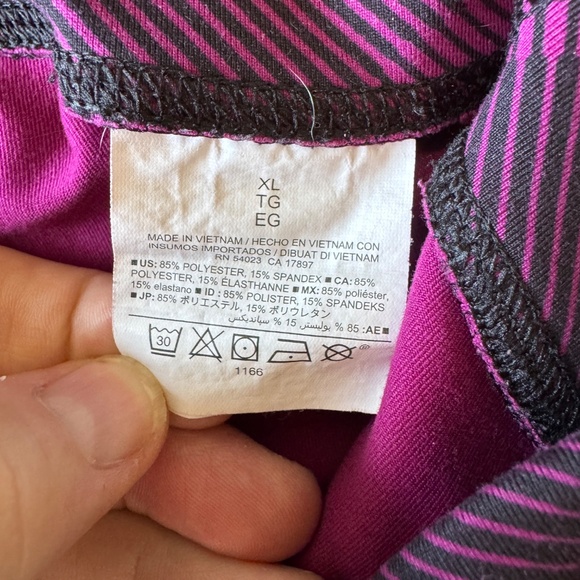 XL
TG
EG
MADE IN VIETNAM / HECHO EN VIETNAM CON
INSUMOS IMPORTADOS / DIBUAT DI VIETNAM
RN 54023 CA 17897
■ US: 85% POLYESTER, 15% SPANDEX ■ CA: 85%
POLYESTER, 15% ÉLASTHANNE ■ MX: 85% poliéster,
15% elastano ■ ID : 85% POLISTER, 15% SPANDEKS
■ JP: 85% ポリエステル, 15% ポリウレタン
■ AE: 85 % بوليستر, 15 % سباندیكس
30
1166